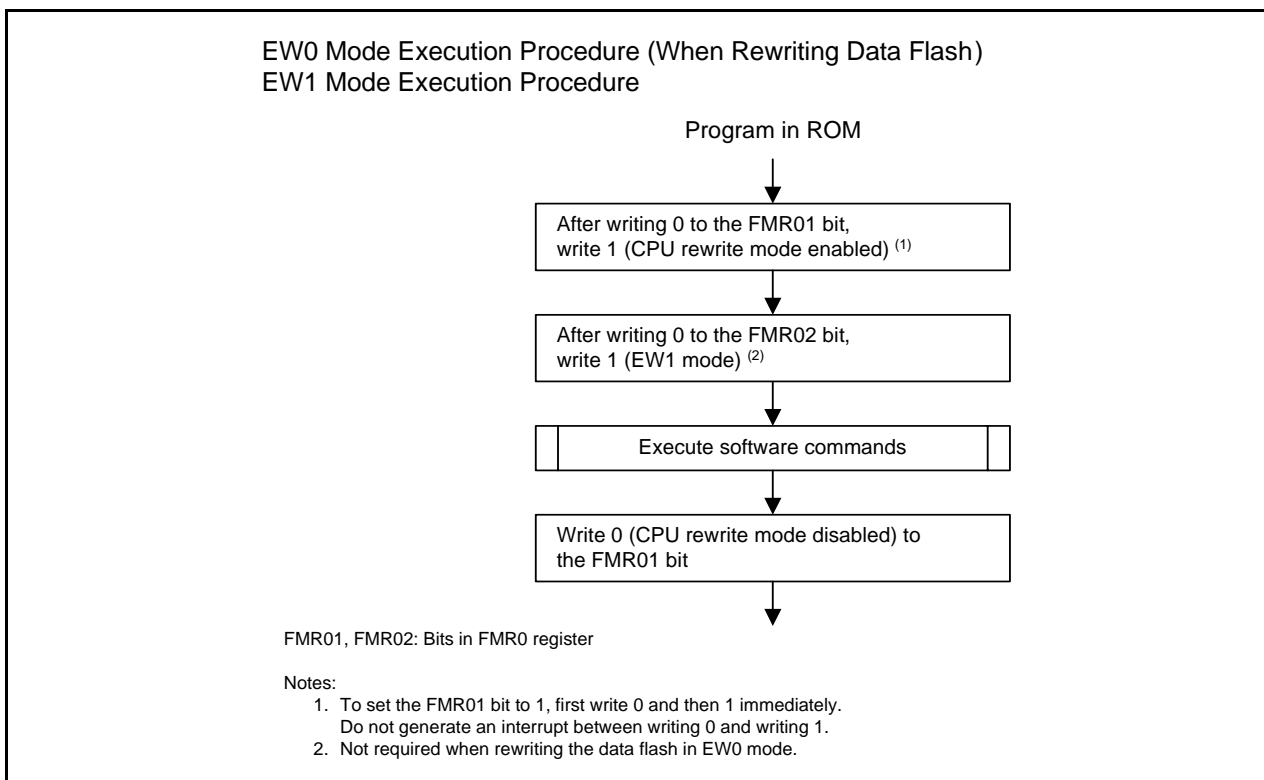 EW0 Mode Execution Procedure (When Rewriting Data Flash)
EW1 Mode Execution Procedure
Program in ROM
After writing 0 to the FMR01 bit,
write 1 (CPU rewrite mode enabled) (1)
After writing 0 to the FMR02 bit,
write 1 (EW1 mode) (2)
Execute software commands
Write 0 (CPU rewrite mode disabled) to
the FMR01 bit
FMR01, FMR02: Bits in FMR0 register
Notes:
1. To set the FMR01 bit to 1, first write 0 and then 1 immediately.
Do not generate an interrupt between writing 0 and writing 1.
2. Not required when rewriting the data flash in EW0 mode.